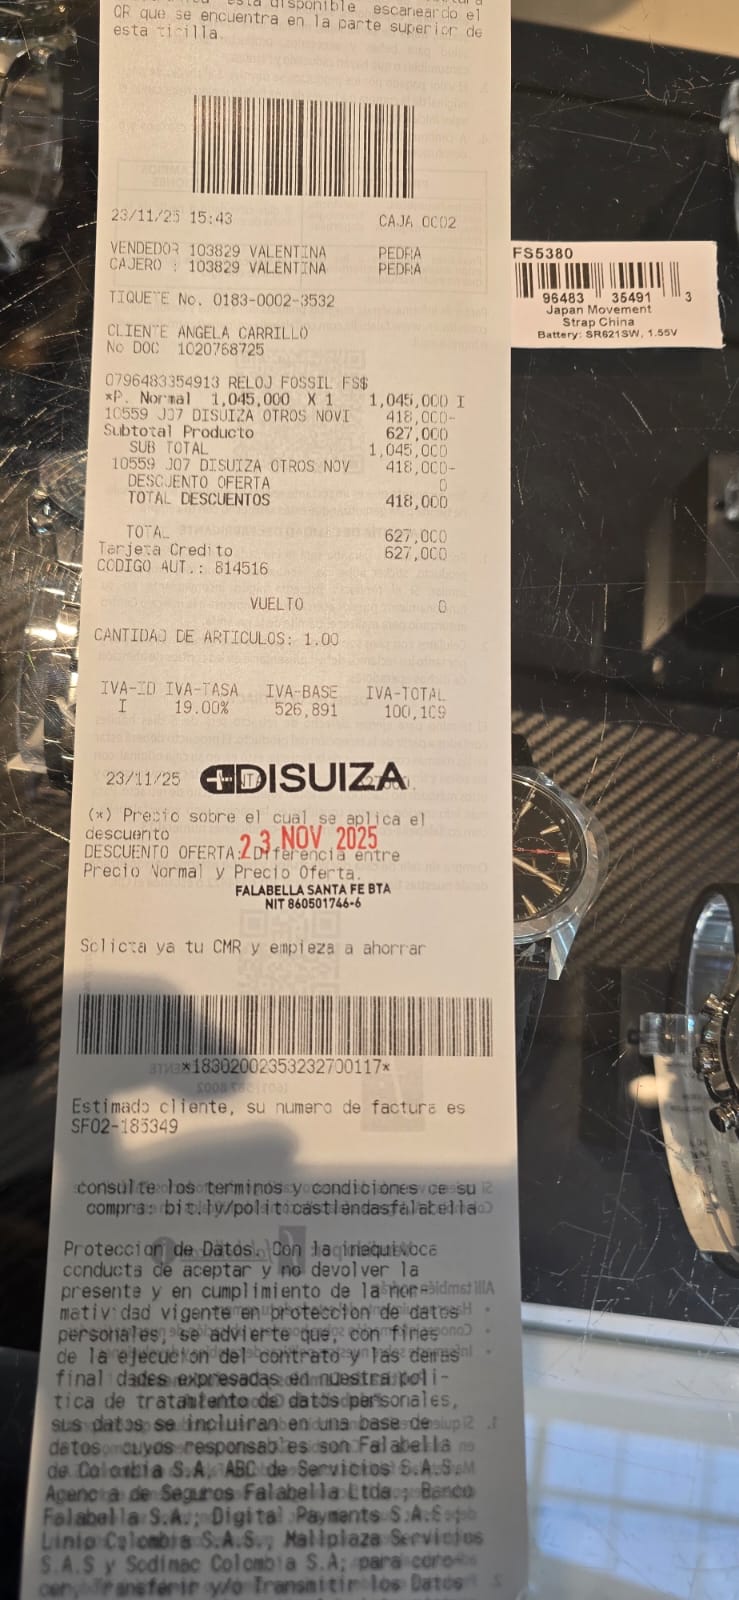 está disponible, escaneardo el
QR que se encuentra en la parte superior de
esta tirilla.
23/11/25 15:43 CAJA 0002
VENDEDOR 103829 VALENTINA PEDRA
CAJERO : 103829 VALENTINA PEDRA
TIQUETE No. 0183-0002-3532
CLIENTE ANGELA CARRILLO
No DOC 1020768725
0796483354913 RELOJ FOSSIL FS$
*P. Normal 1,045,000 X 1 1,045,000 I
10559 J07 DISUIZA OTROS NOVI 418,000-
Subtotal Producto 627,000
SUB TOTAL 1,045,000
10559 J07 DISUIZA OTROS NOV 418,000-
DESCUENTO OFERTA 0
TOTAL DESCUENTOS 418,000
TOTAL 627,000
Tarjeta Credito 627,000
CODIGO AUT.: 814516
VUELTO 0
CANTIDAD DE ARTICULOS: 1.00
IVA-ID IVA-TASA IVA-BASE IVA-TOTAL
I 19.00% 526,891 100,109
23/11/25 DISUIZA
(*) Precio sobre el cual se aplica el
descuento
23 NOV 2025
DESCUENTO OFERTA: Diferencia entre
Precio Normal y Precio Oferta.
FALABELLA SANTA FE BTA
NIT 860501746-6
Solicta ya tu CMR y empieza a ahorrar
*18302002353232700117*
Estimado cliente, su numero de factura es
SF02-185349
consulte los terminos y condiciones de su
compra: bit.ly/politicastiendasfalabella
Proteccion de Datos. Con la inequivoca
conducta de aceptar y no devolver la
presente y en cumplimiento de la nor-
matividad vigente en protección de datos
personales, se advierte que, con fines
de la ejecución del contrato y las demás
finalidades expresadas en nuestra polí-
tica de tratamiento de datos personales,
sus datos se incluiran en una base de
datos cuyos responsables son Falabella
de Colombia S.A, ABC de Servicios S.A.S,
Agencia de Seguros Falabella Ltda.; Banco
Falabella S.A.; Digital Payments S.A.S.;
Linio Colombia S.A.S., Mallplaza Servicios
S.A.S y Sodimac Colombia S.A; para cono-
cer, Transferir y/o Transmitir los Datos
FS5380
96483 35491 3
Japan Movement
Strap China
Battery: SR621SW, 1.55V